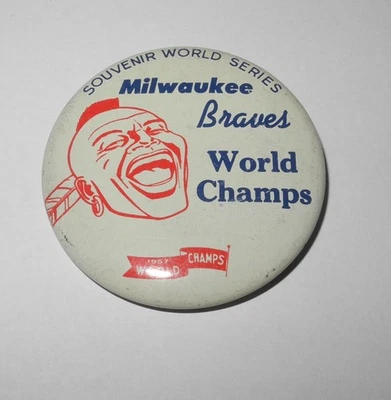 SOUVENIR WORLD SERIES
Milwaukee
Braves
World
Champs
1957
WORLD CHAMPS